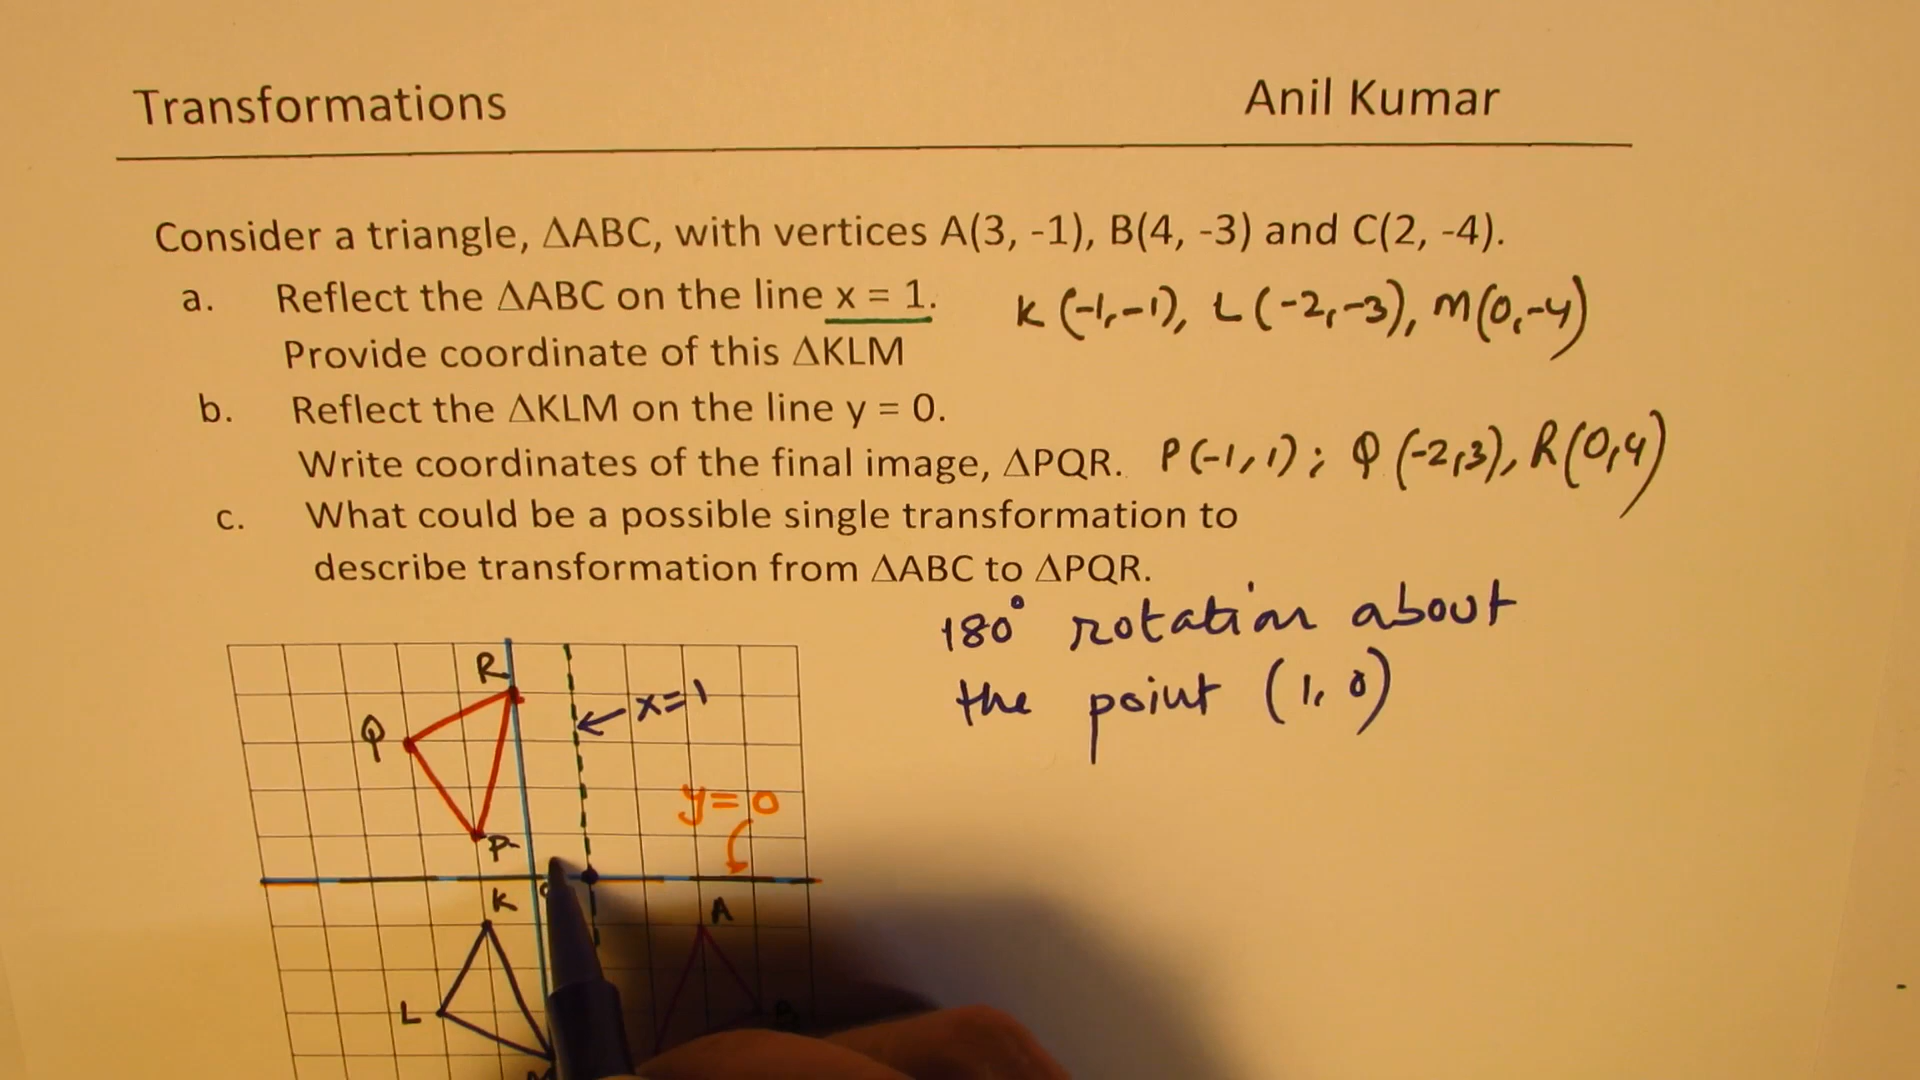 Transformations Anil Kumar
Consider a triangle, ΔABC, with vertices A(3, -1), B(4, -3) and C(2, -4).
a. Reflect the ΔABC on the line x = 1. K (-1,-1), L (-2,-3), M(0,-4)
Provide coordinate of this ΔKLM
b. Reflect the ΔKLM on the line y = 0.
Write coordinates of the final image, ΔPQR. P(-1,1); Q (-2,3), R(0,4)
c. What could be a possible single transformation to
describe transformation from ΔABC to ΔPQR.
180° rotation about
the point (1, 0)
R
x=1
Q
y=0
P
K
A
L
B
M